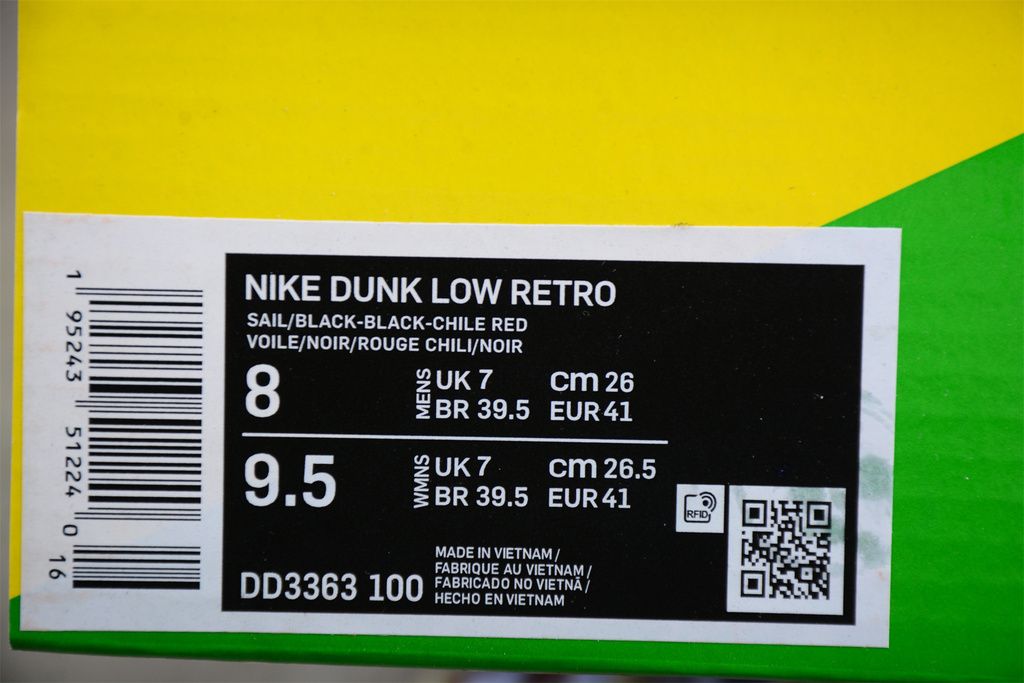 1 95243 51224 0 16
NIKE DUNK LOW RETRO
SAIL/BLACK-BLACK-CHILE RED
VOILE/NOIR/ROUGE CHILI/NOIR
8
MENS
UK 7 cm 26
BR 39.5 EUR 41
9.5
WMNS
UK 7 cm 26.5
BR 39.5 EUR 41
RFID
DD3363 100
MADE IN VIETNAM /
FABRIQUE AU VIETNAM /
FABRICADO NO VIETNÃ /
HECHO EN VIETNAM